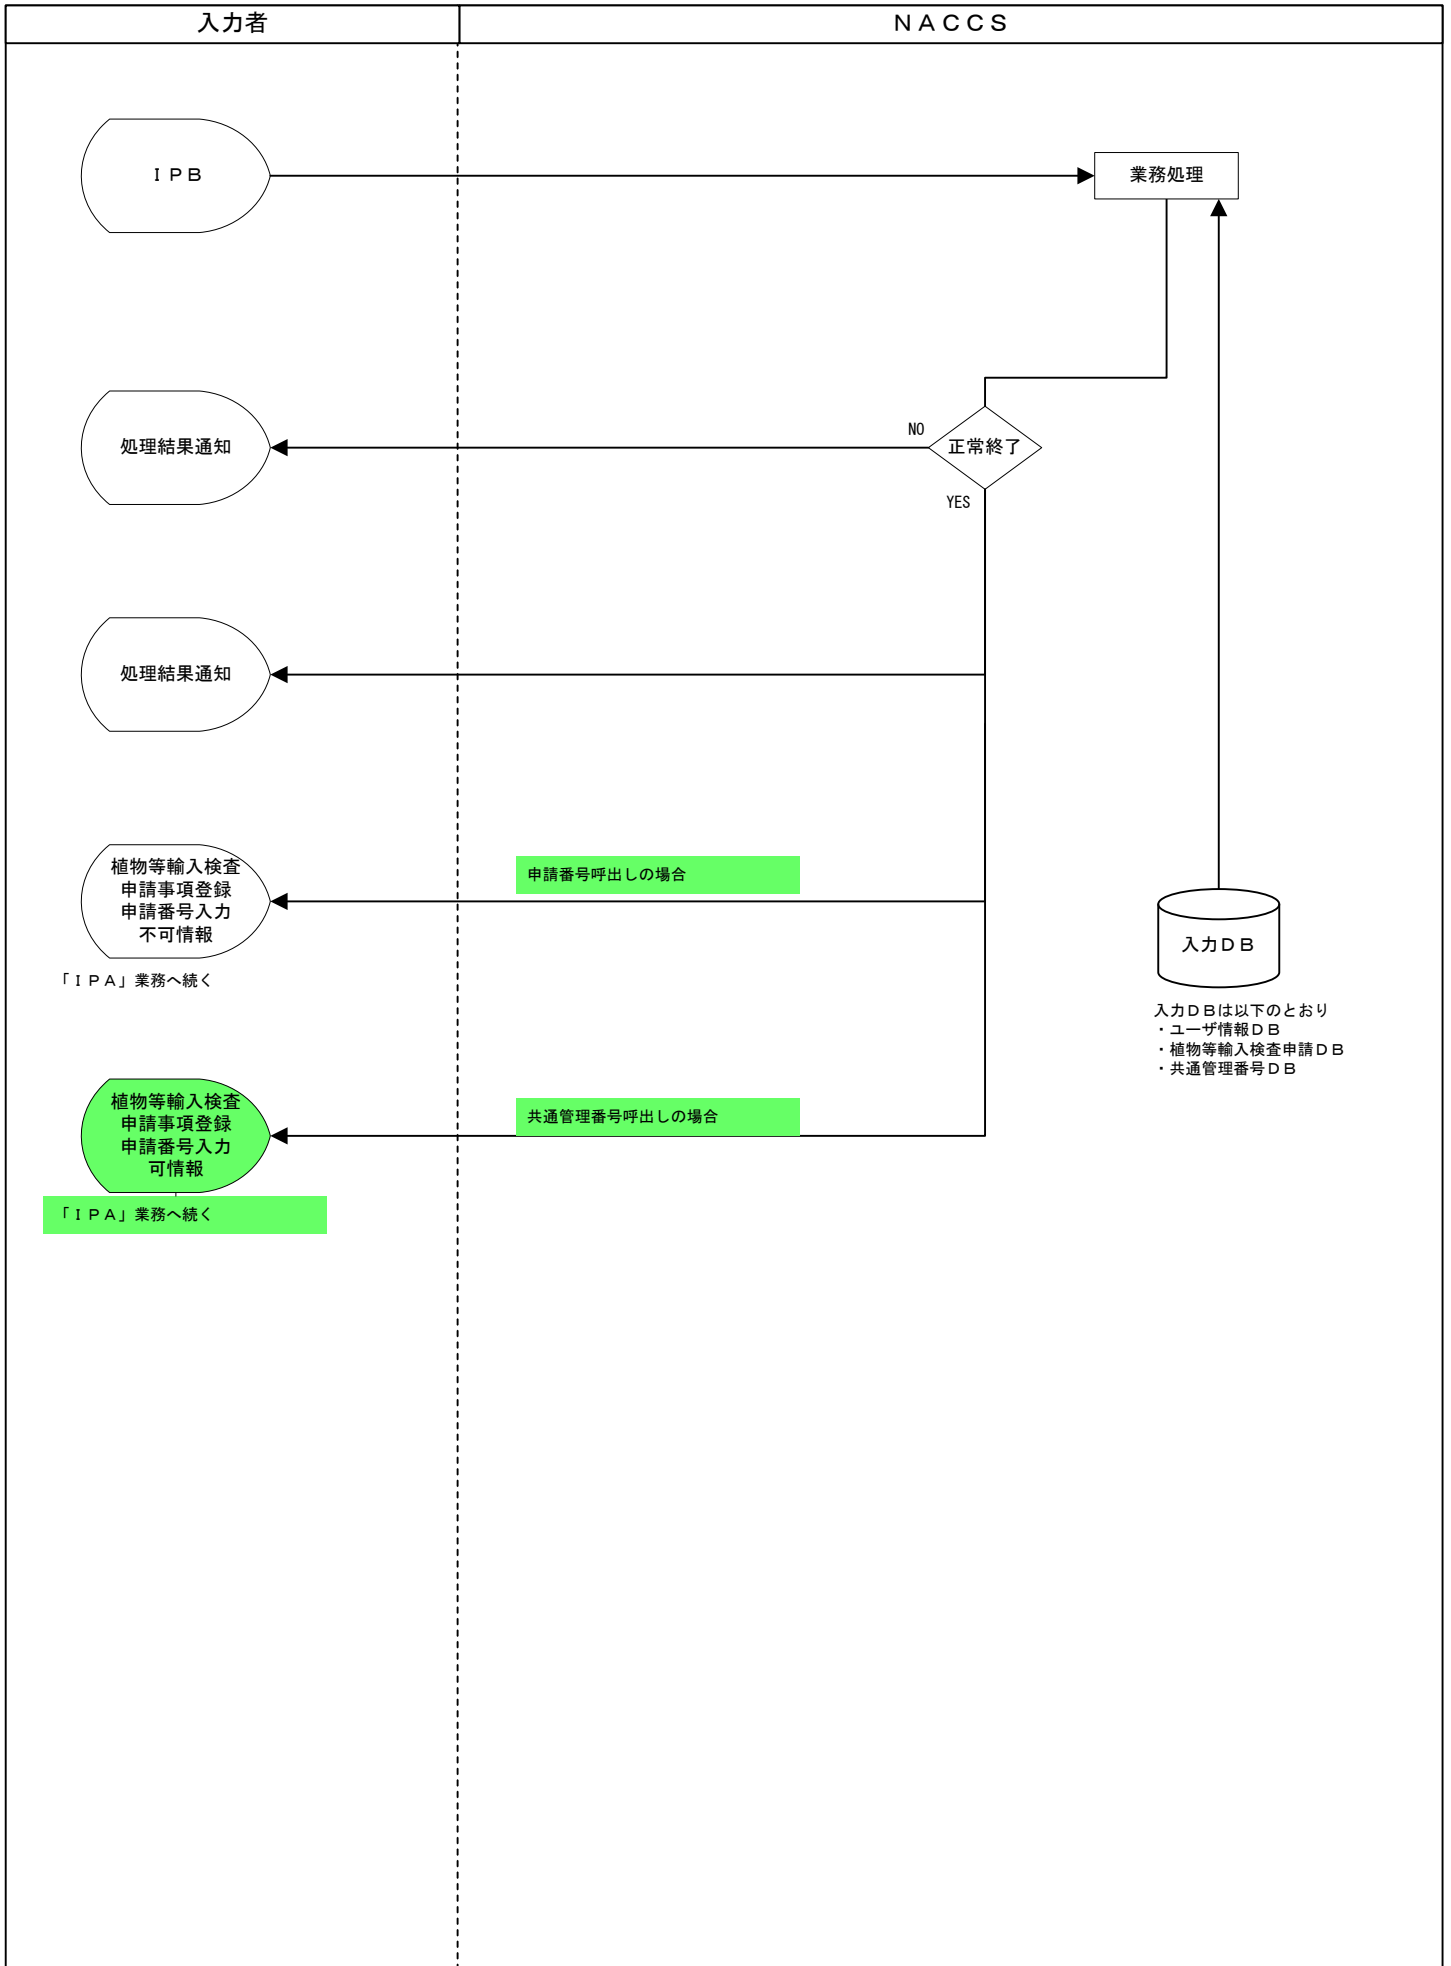 入力者
ＮＡＣＣＳ
ＩＰＢ
業務処理
処理結果通知
NO
正常終了
YES
処理結果通知
植物等輸入検査
申請事項登録
申請番号入力
不可情報
申請番号呼出しの場合
「ＩＰＡ」業務へ続く
入力ＤＢ
入力ＤＢは以下のとおり
・ユーザ情報ＤＢ
・植物等輸入検査申請ＤＢ
・共通管理番号ＤＢ
植物等輸入検査
申請事項登録
申請番号入力
可情報
共通管理番号呼出しの場合
「ＩＰＡ」業務へ続く